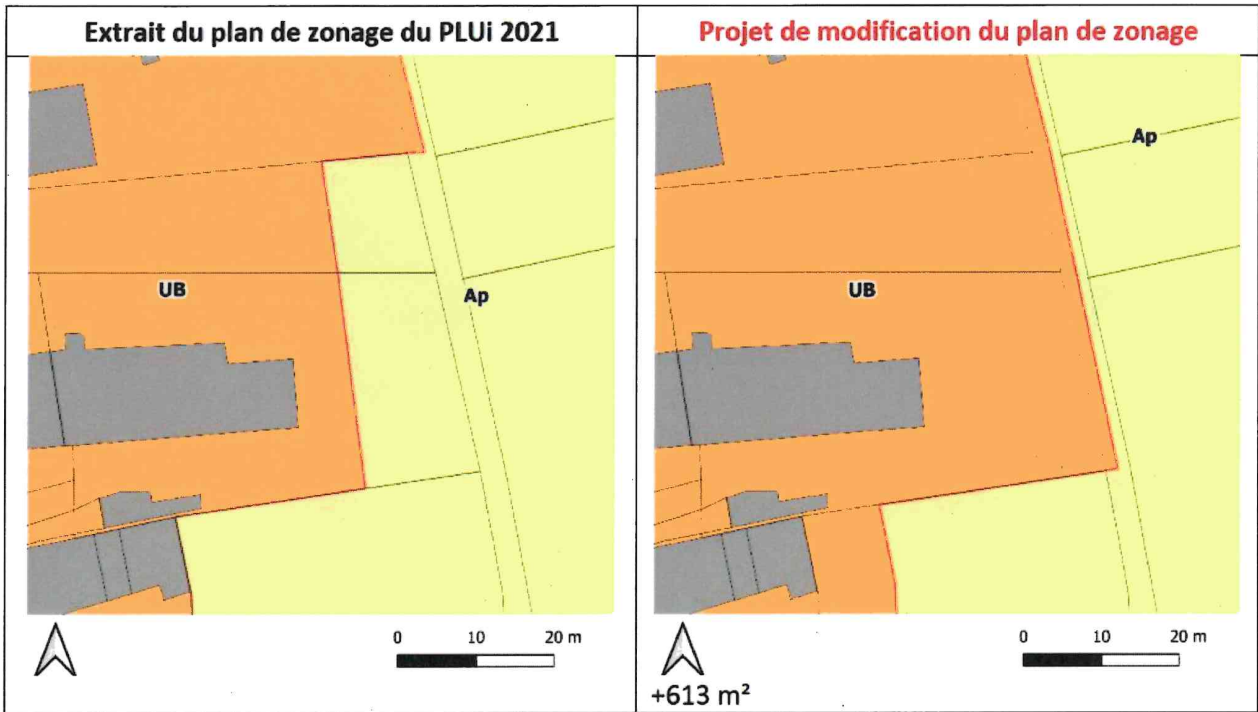 Extrait du plan de zonage du PLUi 2021
Projet de modification du plan de zonage
UB
Ap
0 10 20 m
Ap
UB
0 10 20 m
+613 m²